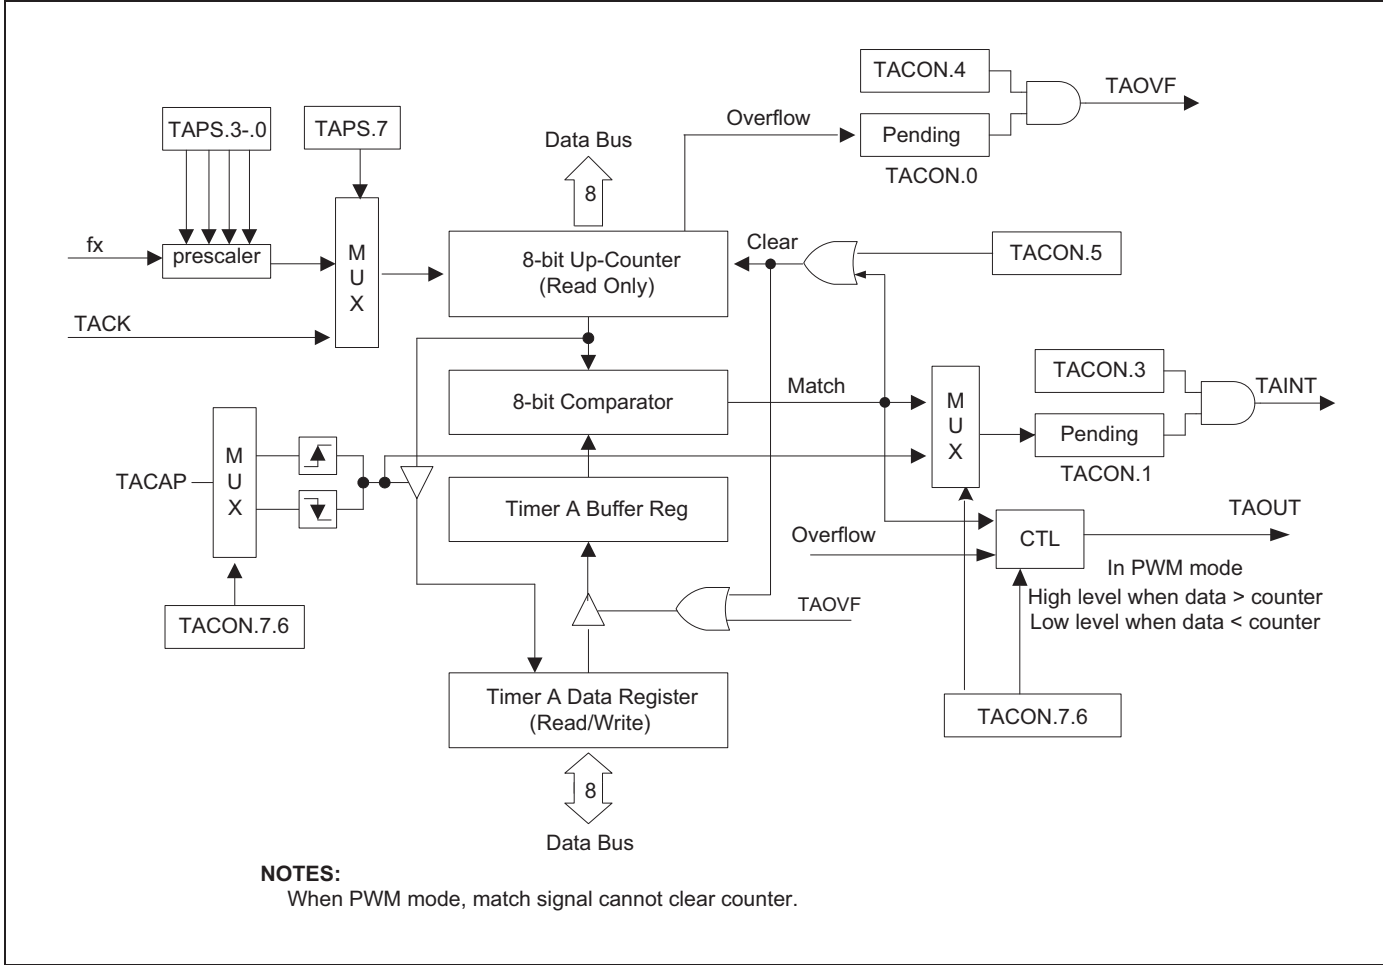 TACON.4
TAOVF
TAPS.3-.0
TAPS.7
Overflow
Pending
Data Bus
TACON.0
8
fx
prescaler
M
U
X
8-bit Up-Counter
(Read Only)
Clear
TACON.5
TACK
TACON.3
Match
TAINT
8-bit Comparator
M
U
X
Pending
TACON.1
TACAP
M
U
X
Timer A Buffer Reg
TAOUT
Overflow
CTL
In PWM mode
High level when data > counter
Low level when data < counter
TAOVF
TACON.7.6
Timer A Data Register
(Read/Write)
TACON.7.6
8
Data Bus
NOTES:
When PWM mode, match signal cannot clear counter.